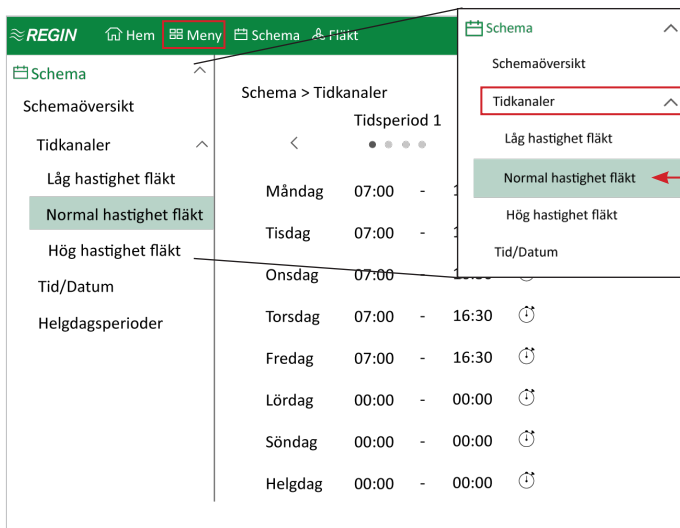 REGIN Hem Meny Schema Fläkt
Schema
Schemaöversikt
Tidkanaler
Låg hastighet fläkt
Normal hastighet fläkt
Hög hastighet fläkt
Tid/Datum
Helgdagsperioder
Schema > Tidkanaler
Tidsperiod 1
<
Måndag 07:00 - 1
Tisdag 07:00 - 1
Onsdag 07:00 -
Torsdag 07:00 - 16:30
Fredag 07:00 - 16:30
Lördag 00:00 - 00:00
Söndag 00:00 - 00:00
Helgdag 00:00 - 00:00
Schema
Schemaöversikt
Tidkanaler
Låg hastighet fläkt
Normal hastighet fläkt
Hög hastighet fläkt
Tid/Datum